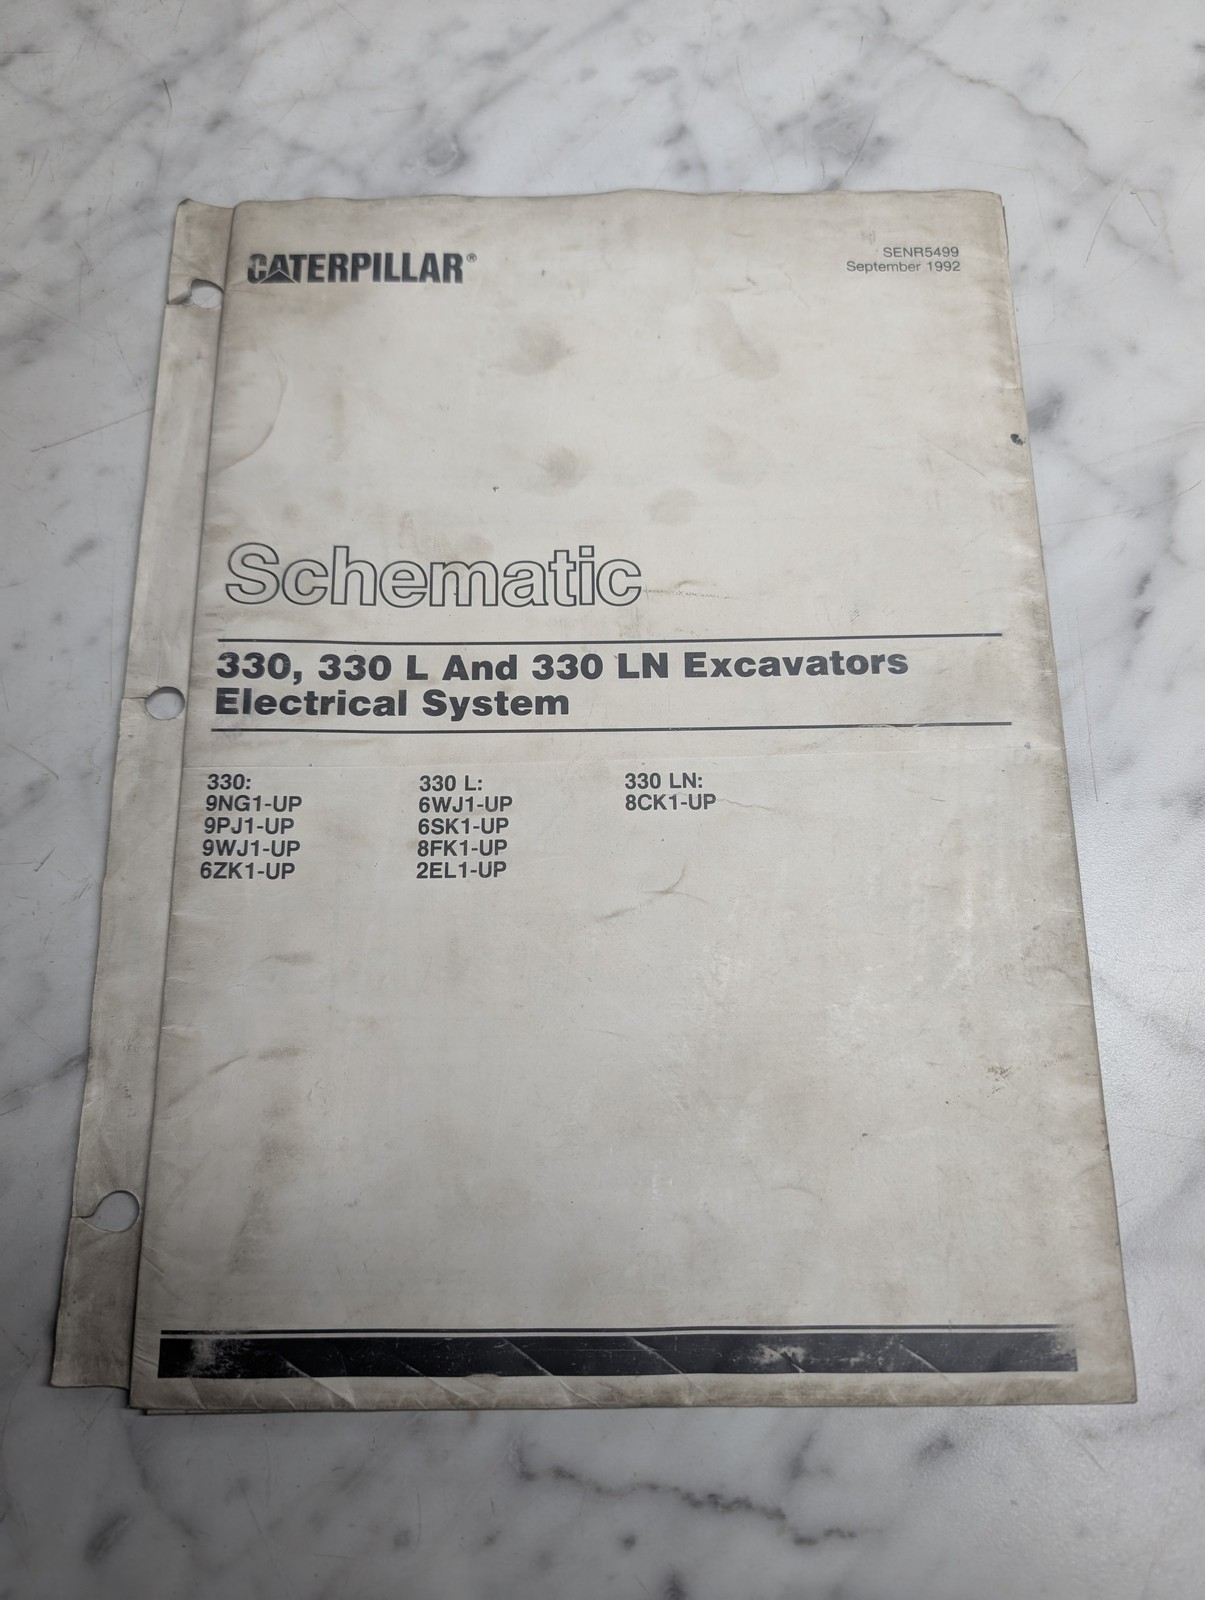 CATERPILLAR®
SENR5499
September 1992
Schematic
330, 330 L And 330 LN Excavators
Electrical System
330:
9NG1-UP
9PJ1-UP
9WJ1-UP
6ZK1-UP
330 L:
6WJ1-UP
6SK1-UP
8FK1-UP
2EL1-UP
330 LN:
8CK1-UP